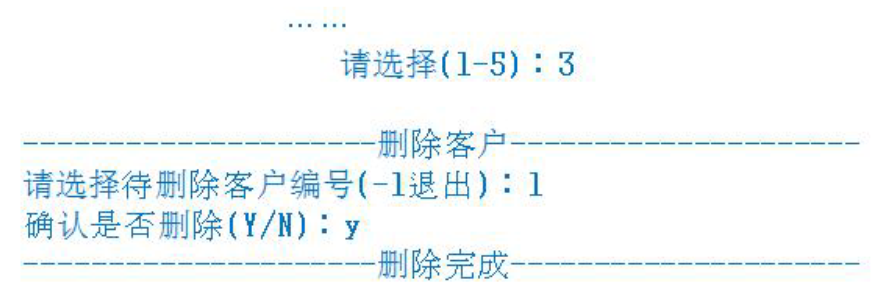 … …
请选择(1-5)：3
---------------------删除客户---------------------
请选择待删除客户编号(-1退出)：1
确认是否删除(Y/N)：y
---------------------删除完成---------------------